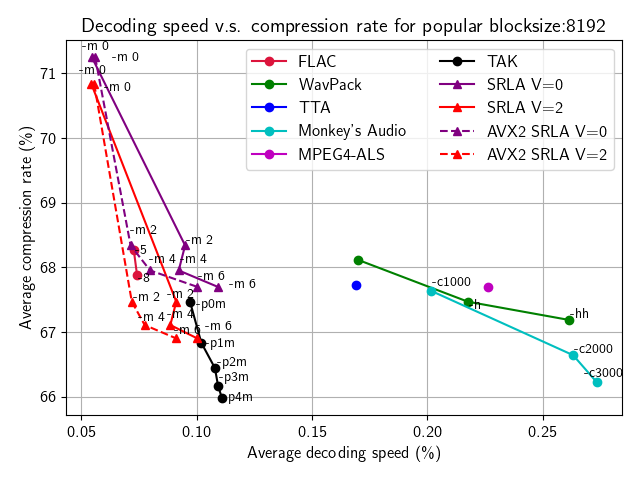 Decoding speed v.s. compression rate for popular blocksize:8192
Average compression rate (%)
71
70
69
68
67
66
FLAC
WavPack
TTA
Monkey's Audio
MPEG4-ALS
TAK
SRLA V=0
SRLA V=2
AVX2 SRLA V=0
AVX2 SRLA V=2
-m 0
-m 0
-m 0
-m 0
-m 2
-m 2
-5
-m 4
-m 4
-8
-m 6
-m 6
-m 2
-m 2
-p0m
-m 4
-m 4
-m 6
-m 6
-p1m
-p2m
-p3m
-p4m
-c1000
-h
-hh
-c2000
-c3000
0.05
0.10
0.15
0.20
0.25
Average decoding speed (%)